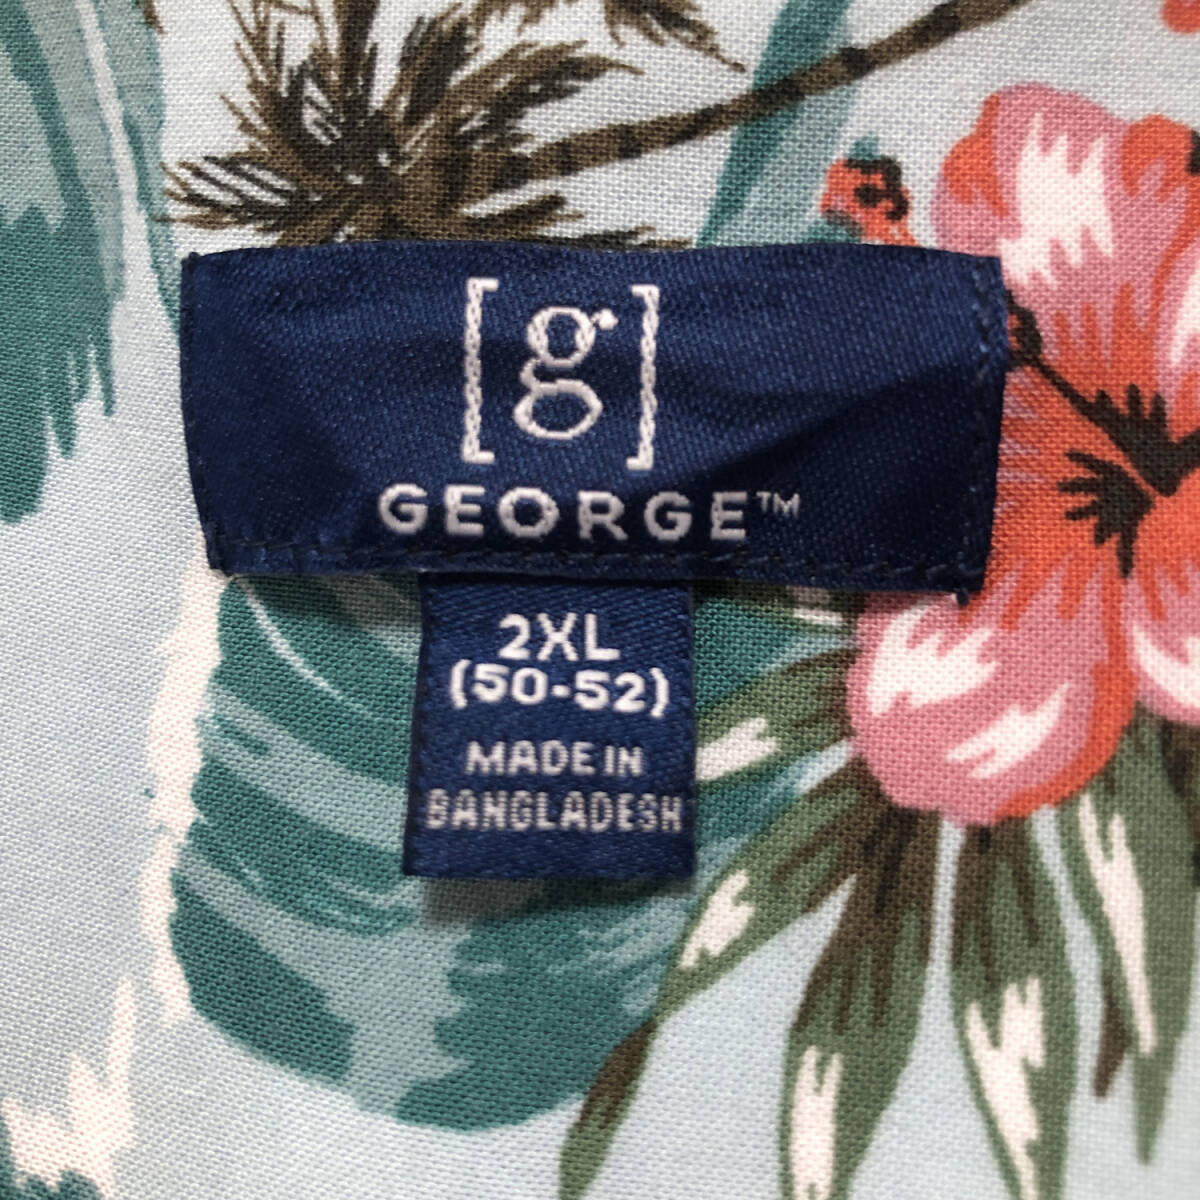 [g]
GEORGE™
2XL
(50-52)
MADE IN
BANGLADESH